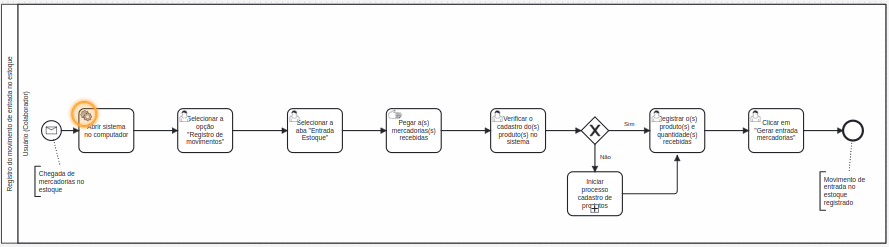 Registro do movimento de entrada no estoque
Usuário (Colaborador)
Chegada de
mercadorias no
estoque
Abrir sistema
no computador
Selecionar a
opção
"Registro de
movimentos"
Selecionar a
aba "Entrada
Estoque"
Pegar a(s)
mercadorias(s)
recebidas
Verificar o
cadastro do(s)
produto(s) no
sistema
Sim
Não
Iniciar
processo
cadastro de
produtos
Registrar o(s)
produto(s) e
quantidade(s)
recebidas
Clicar em
"Gerar entrada
mercadorias"
Movimento de
entrada no
estoque
registrado